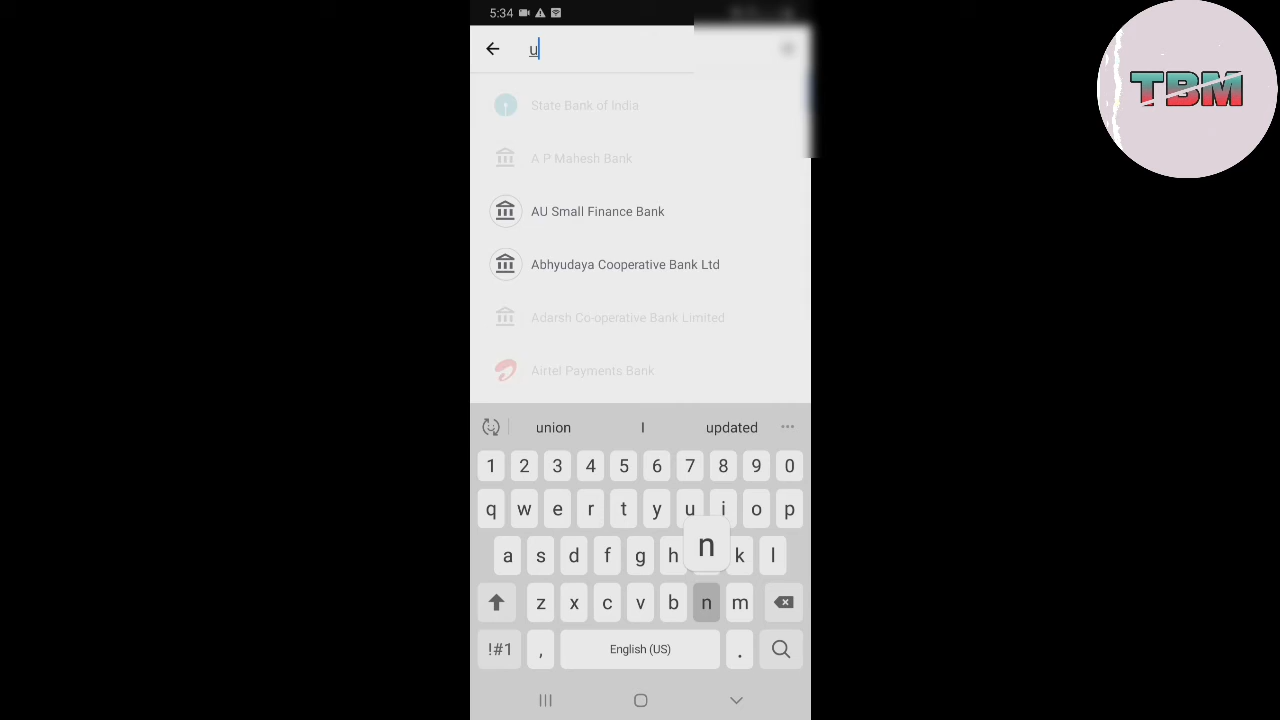 5:34
TBM
u
State Bank of India
A P Mahesh Bank
AU Small Finance Bank
Abhyudaya Cooperative Bank Ltd
Adarsh Co-operative Bank Limited
Airtel Payments Bank
union I updated ...
1 2 3 4 5 6 7 8 9 0
q w e r t y u i o p
n
a s d f g h k l
z x c v b n m
!#1 , English (US) .